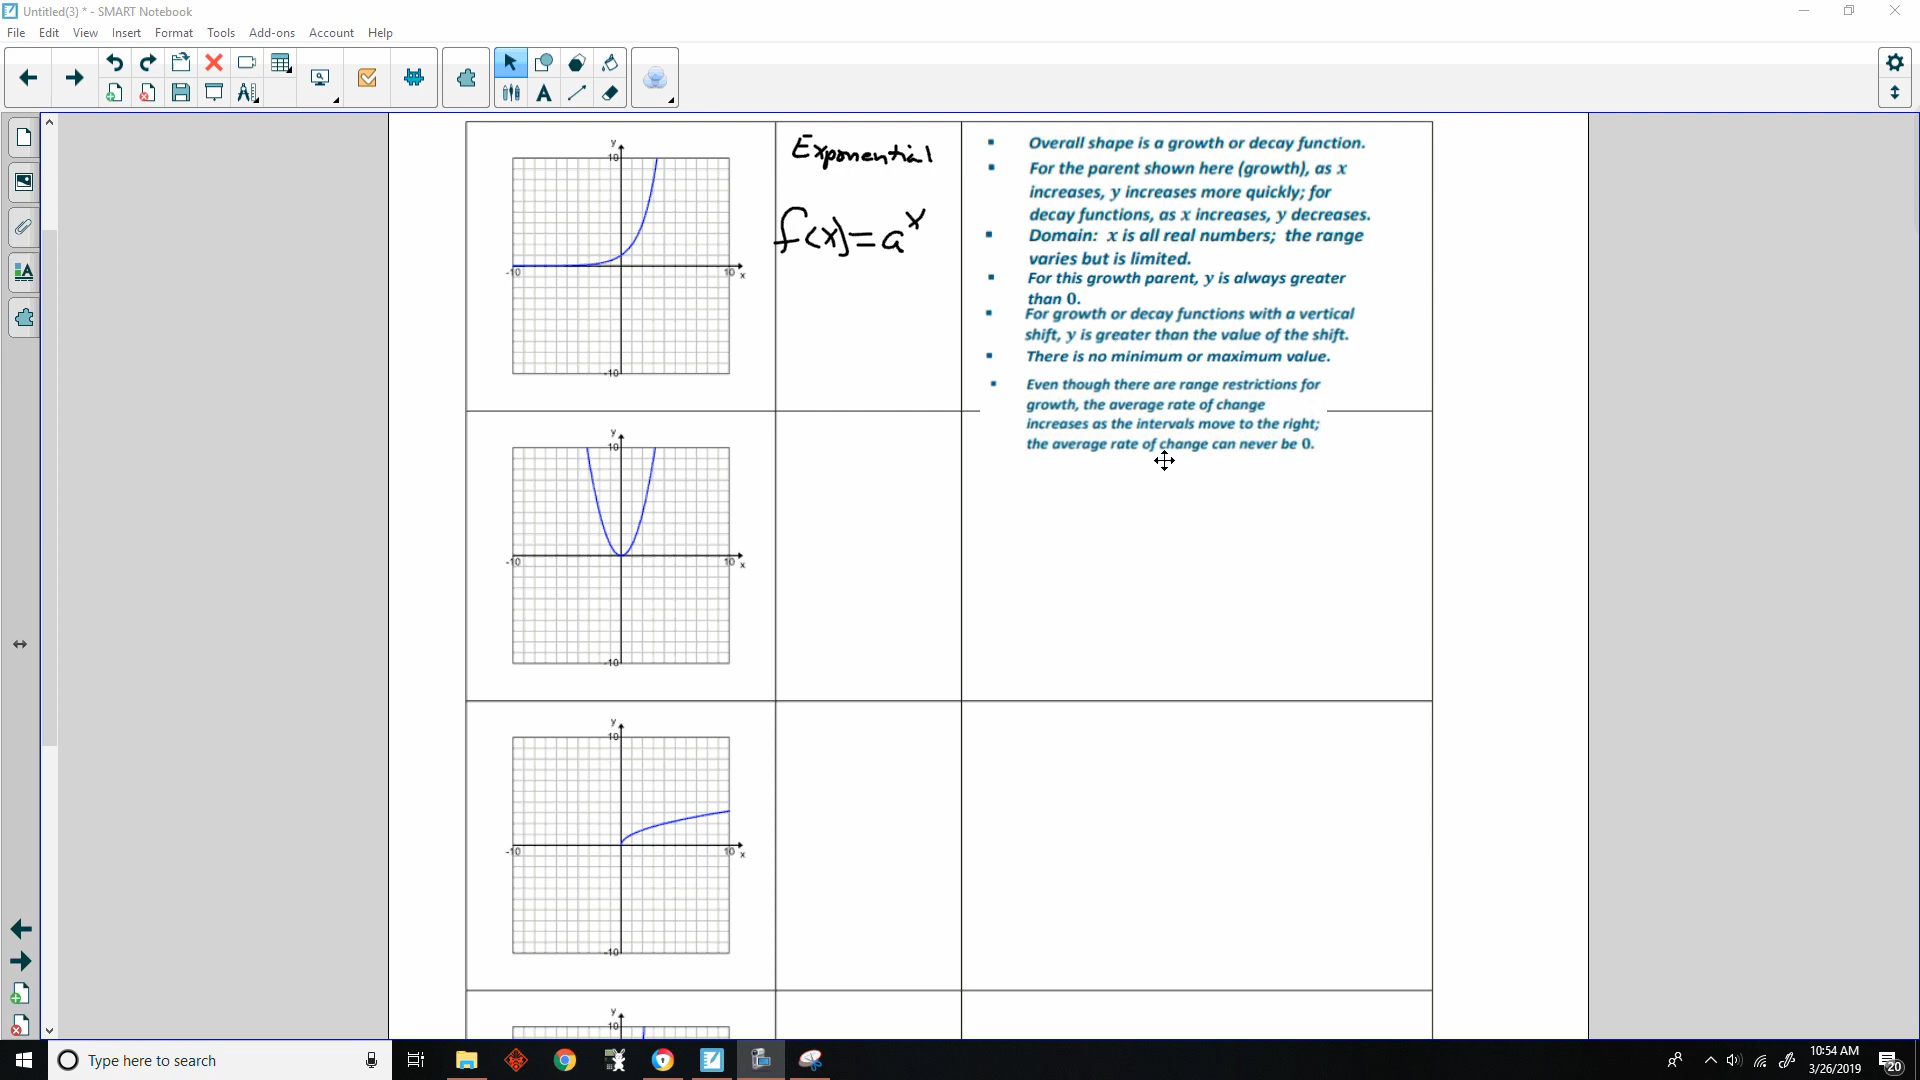 Untitled(3) * - SMART Notebook
File Edit View Insert Format Tools Add-ons Account Help
y
10
-10
10 x
-10
Exponential
f(x)=a^x
▪ Overall shape is a growth or decay function.
▪ For the parent shown here (growth), as x
increases, y increases more quickly; for
decay functions, as x increases, y decreases.
▪ Domain: x is all real numbers; the range
varies but is limited.
▪ For this growth parent, y is always greater
than 0.
▪ For growth or decay functions with a vertical
shift, y is greater than the value of the shift.
▪ There is no minimum or maximum value.
▪ Even though there are range restrictions for
growth, the average rate of change
increases as the intervals move to the right;
the average rate of change can never be 0.
y
10
-10
10 x
-10
y
10
-10
10 x
-10
y
10
Type here to search
10:54 AM
3/26/2019
20